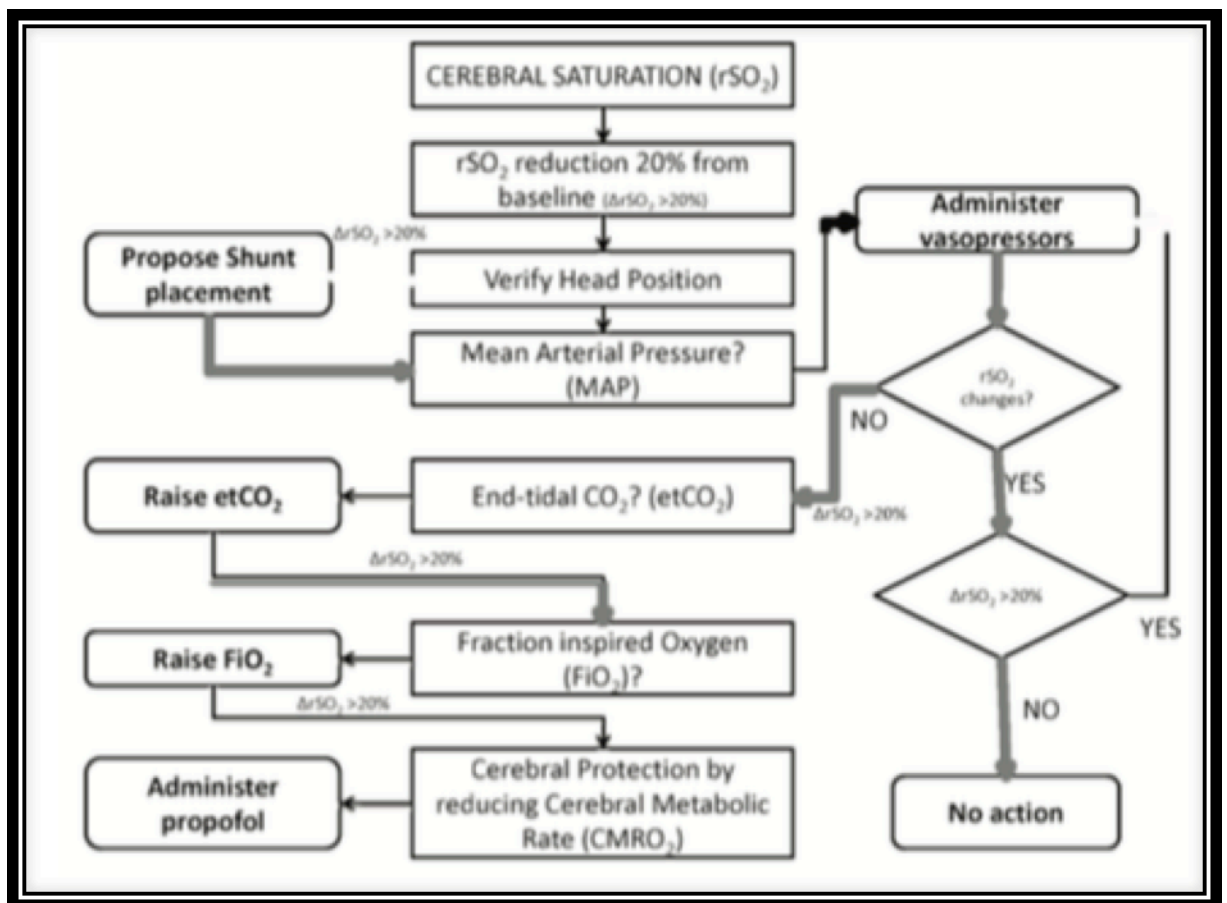 CEREBRAL SATURATION (rSO₂)
rSO₂ reduction 20% from
baseline (ΔrSO₂ >20%)
Administer
vasopressors
ΔrSO₂ >20%
Propose Shunt
placement
Verify Head Position
Mean Arterial Pressure?
(MAP)
rSO₂
changes?
NO
YES
Raise etCO₂
End-tidal CO₂? (etCO₂)
ΔrSO₂ >20%
ΔrSO₂ >20%
ΔrSO₂ >20%
YES
Raise FiO₂
Fraction inspired Oxygen
(FiO₂)?
ΔrSO₂ >20%
NO
Administer
propofol
Cerebral Protection by
reducing Cerebral Metabolic
Rate (CMRO₂)
No action